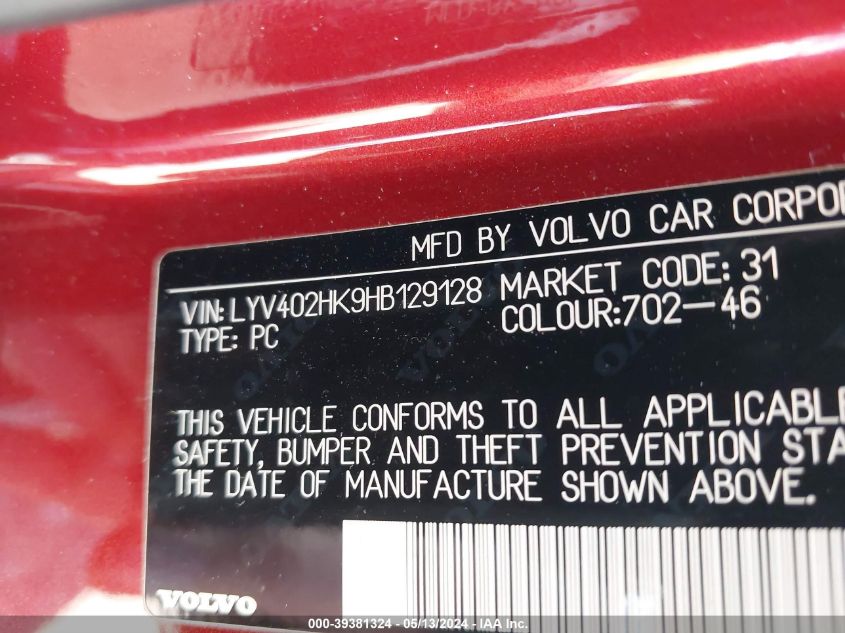 MFD BY VOLVO CAR
VIN: LYV402HK9HB129128 MARKET CODE: 31
TYPE: PC COLOUR:702-46
THIS VEHICLE CONFORMS TO ALL APPLICABLE
SAFETY, BUMPER AND THEFT PREVENTION
THE DATE OF MANUFACTURE SHOWN ABOVE.
VOLVO
000-39381324 - 05/13/2024 - IAA Inc.